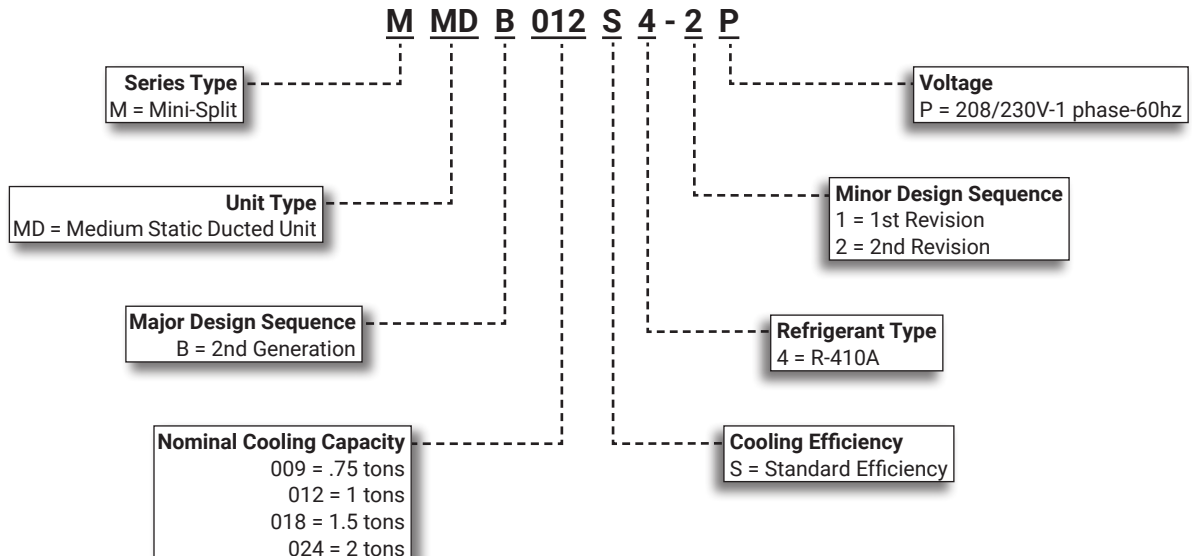 M MD B 012 S 4 - 2 P
Series Type
M = Mini-Split
Unit Type
MD = Medium Static Ducted Unit
Major Design Sequence
B = 2nd Generation
Nominal Cooling Capacity
009 = .75 tons
012 = 1 tons
018 = 1.5 tons
024 = 2 tons
Voltage
P = 208/230V-1 phase-60hz
Minor Design Sequence
1 = 1st Revision
2 = 2nd Revision
Refrigerant Type
4 = R-410A
Cooling Efficiency
S = Standard Efficiency